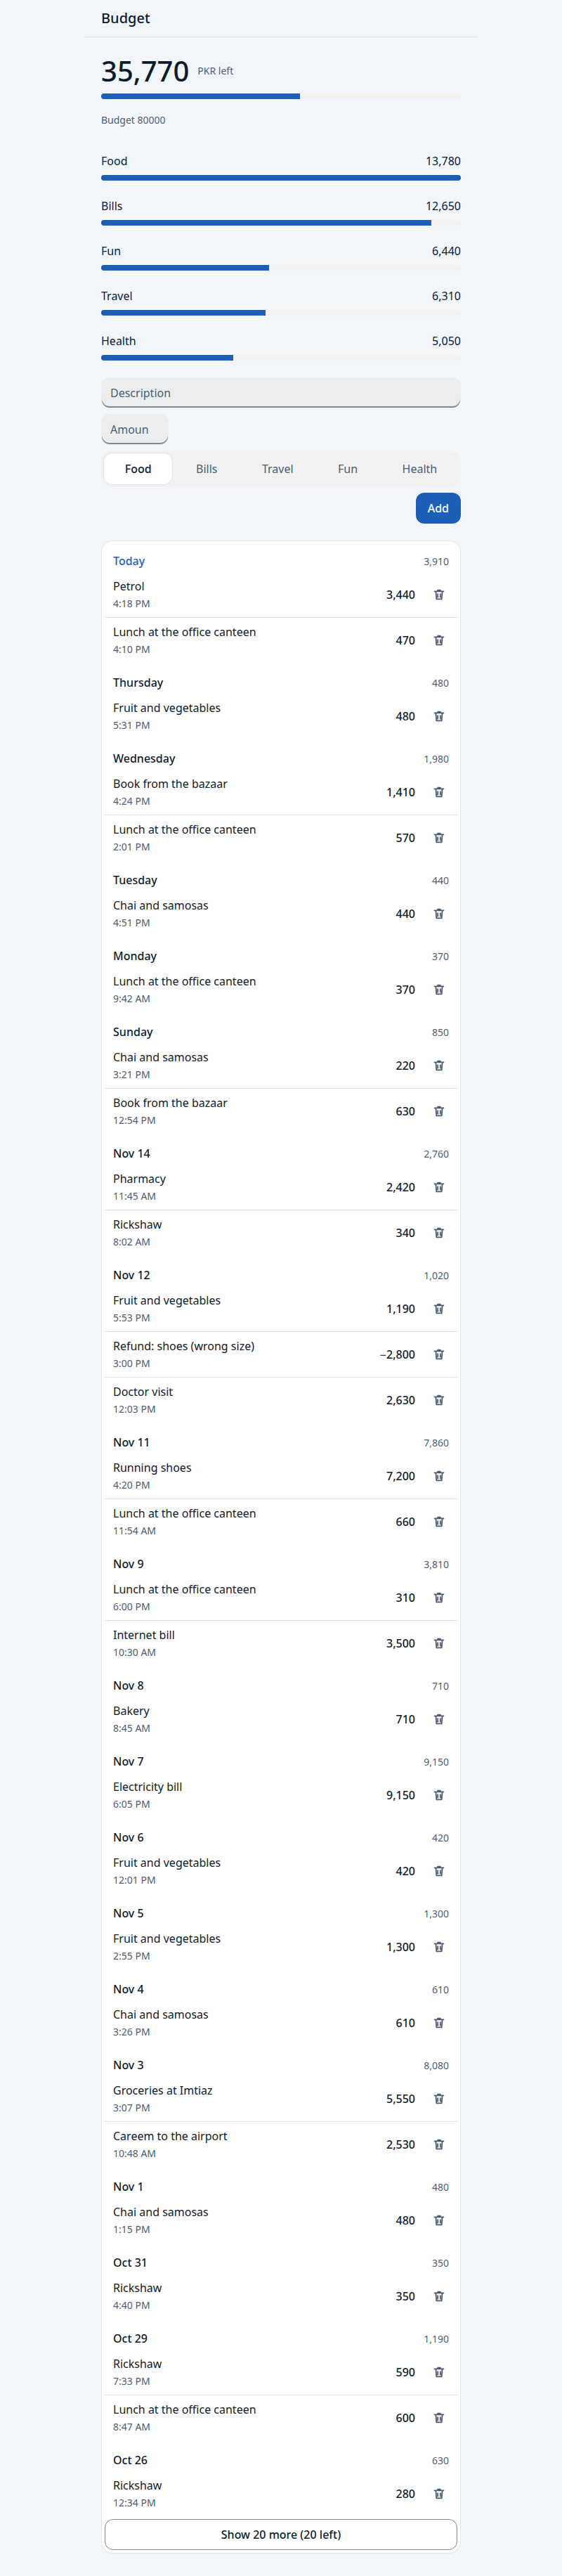 Budget
35,770 PKR left
Budget 80000
Food 13,780
Bills 12,650
Fun 6,440
Travel 6,310
Health 5,050
Description
Amoun
Food Bills Travel Fun Health
Add
Today 3,910
Petrol
4:18 PM
3,440
Lunch at the office canteen
4:10 PM
470
Thursday 480
Fruit and vegetables
5:31 PM
480
Wednesday 1,980
Book from the bazaar
4:24 PM
1,410
Lunch at the office canteen
2:01 PM
570
Tuesday 440
Chai and samosas
4:51 PM
440
Monday 370
Lunch at the office canteen
9:42 AM
370
Sunday 850
Chai and samosas
3:21 PM
220
Book from the bazaar
12:54 PM
630
Nov 14 2,760
Pharmacy
11:45 AM
2,420
Rickshaw
8:02 AM
340
Nov 12 1,020
Fruit and vegetables
5:53 PM
1,190
Refund: shoes (wrong size)
3:00 PM
−2,800
Doctor visit
12:03 PM
2,630
Nov 11 7,860
Running shoes
4:20 PM
7,200
Lunch at the office canteen
11:54 AM
660
Nov 9 3,810
Lunch at the office canteen
6:00 PM
310
Internet bill
10:30 AM
3,500
Nov 8 710
Bakery
8:45 AM
710
Nov 7 9,150
Electricity bill
6:05 PM
9,150
Nov 6 420
Fruit and vegetables
12:01 PM
420
Nov 5 1,300
Fruit and vegetables
2:55 PM
1,300
Nov 4 610
Chai and samosas
3:26 PM
610
Nov 3 8,080
Groceries at Imtiaz
3:07 PM
5,550
Careem to the airport
10:48 AM
2,530
Nov 1 480
Chai and samosas
1:15 PM
480
Oct 31 350
Rickshaw
4:40 PM
350
Oct 29 1,190
Rickshaw
7:33 PM
590
Lunch at the office canteen
8:47 AM
600
Oct 26 630
Rickshaw
12:34 PM
280
Show 20 more (20 left)